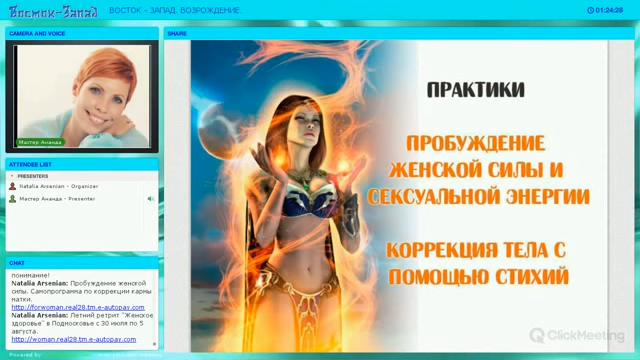 Восток-Запад
ВОСТОК – ЗАПАД. ВОЗРОЖДЕНИЕ.
01:24:28
CAMERA AND VOICE
Мастер Ананда
ATTENDEE LIST
PRESENTERS
Natalia Arsenian - Organizer
Мастер Ананда - Presenter
CHAT
понимание!
Natalia Arsenian: Пробуждение женской
силы. Самопрограмма по коррекции кармы
матки.
http://forwoman.real28.tm.e-autopay.com
Natalia Arsenian: Летний ретрит "Женское
здоровье" в Подмосковье с 30 июля по 5
августа.
http://woman.real28.tm.e-autopay.com
Powered by
SHARE
ПРАКТИКИ
ПРОБУЖДЕНИЕ
ЖЕНСКОЙ СИЛЫ И
СЕКСУАЛЬНОЙ ЭНЕРГИИ
КОРРЕКЦИЯ ТЕЛА С
ПОМОЩЬЮ СТИХИЙ
ClickMeeting